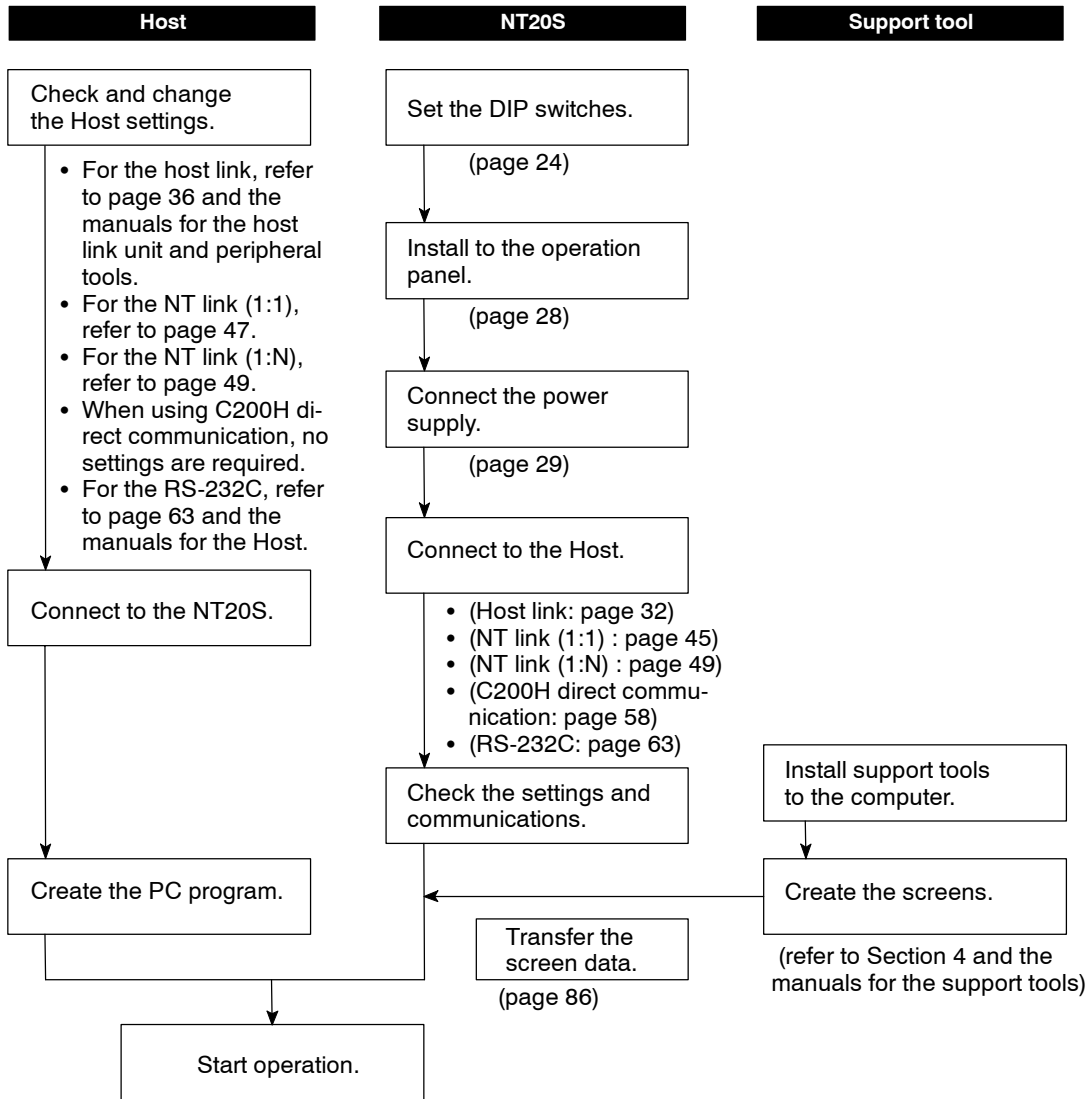 Host
NT20S
Support tool
Check and change
the Host settings.
• For the host link, refer
to page 36 and the
manuals for the host
link unit and peripheral
tools.
• For the NT link (1:1),
refer to page 47.
• For the NT link (1:N),
refer to page 49.
• When using C200H di-
rect communication, no
settings are required.
• For the RS-232C, refer
to page 63 and the
manuals for the Host.
Connect to the NT20S.
Create the PC program.
Set the DIP switches.
(page 24)
Install to the operation
panel.
(page 28)
Connect the power
supply.
(page 29)
Connect to the Host.
• (Host link: page 32)
• (NT link (1:1) : page 45)
• (NT link (1:N) : page 49)
• (C200H direct commu-
nication: page 58)
• (RS-232C: page 63)
Check the settings and
communications.
Install support tools
to the computer.
Create the screens.
(refer to Section 4 and the
manuals for the support tools)
Transfer the
screen data.
(page 86)
Start operation.